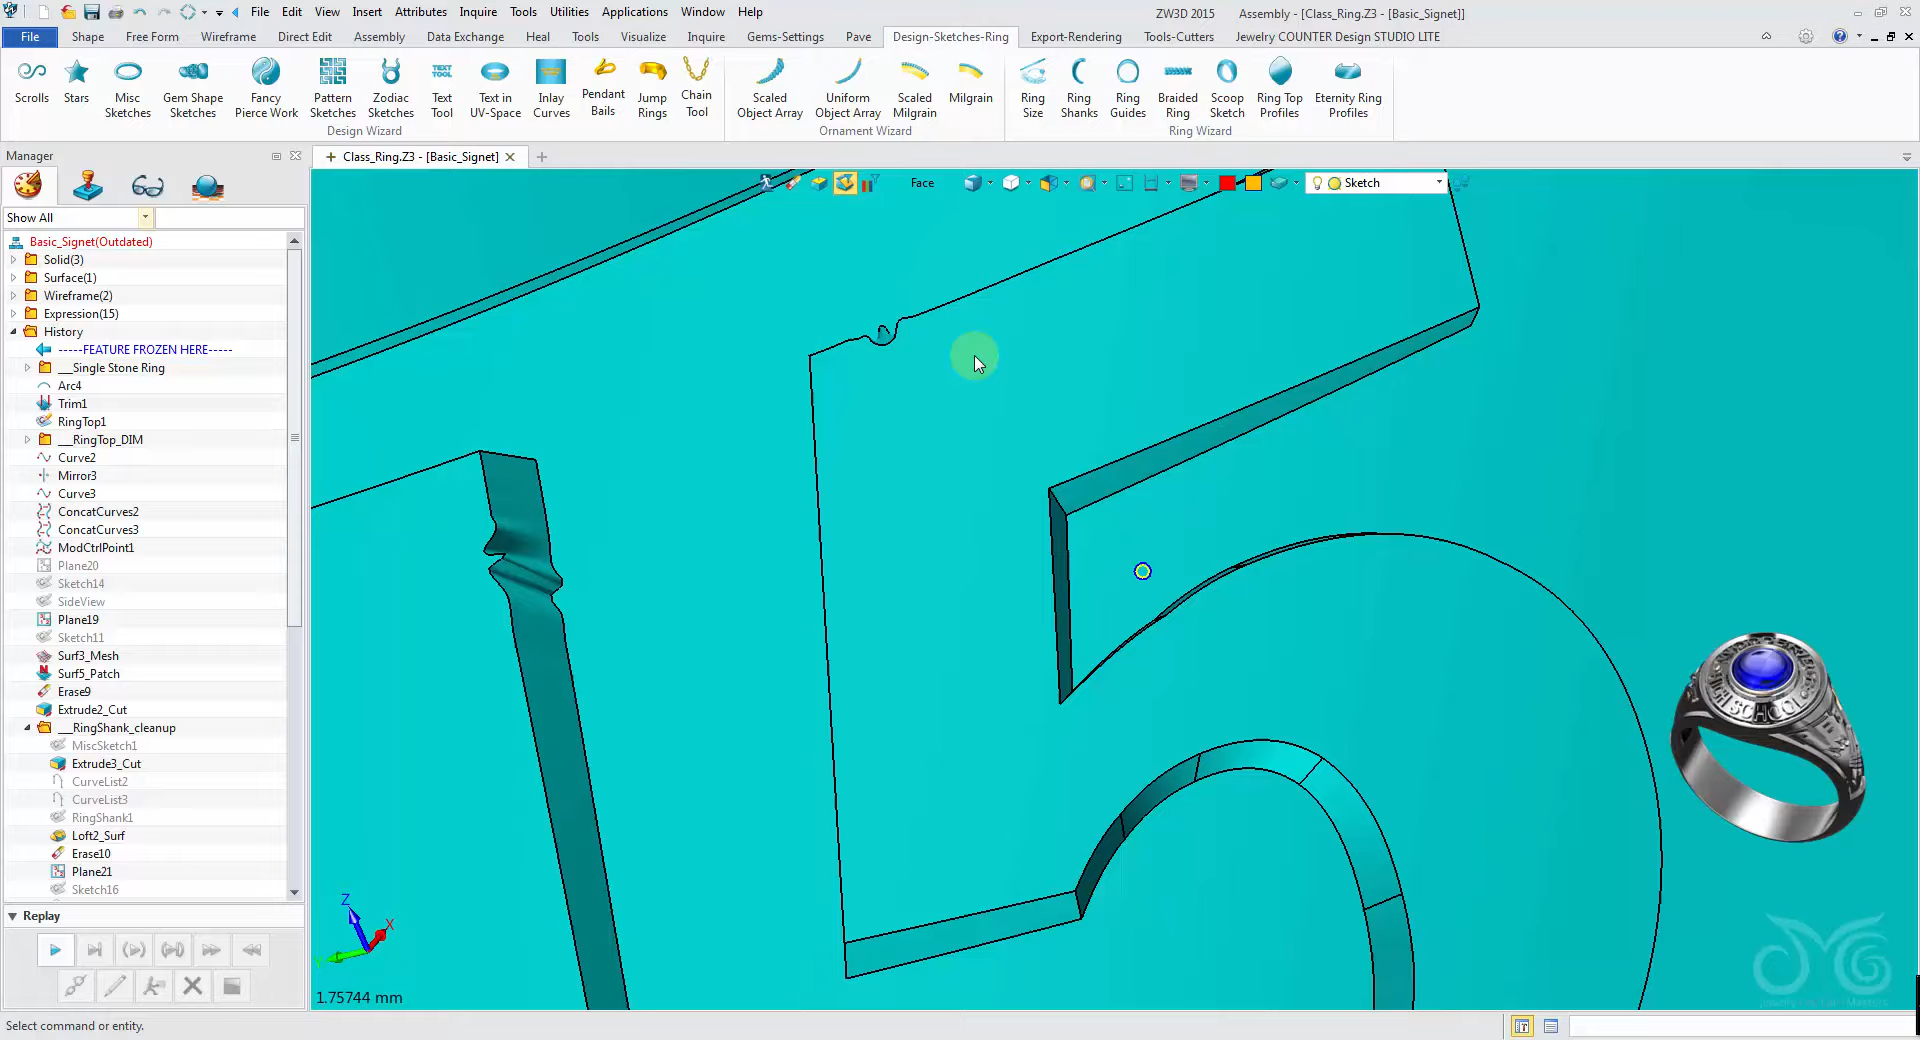 File Edit View Insert Attributes Inquire Tools Utilities Applications Window Help
ZW3D 2015 Assembly - [Class_Ring.Z3 - [Basic_Signet]]
File Shape Free Form Wireframe Direct Edit Assembly Data Exchange Heal Tools Visualize Inquire Gems-Settings Pave Design-Sketches-Ring Export-Rendering Tools-Cutters Jewelry COUNTER Design STUDIO LITE
Scrolls Stars Misc Sketches Gem Shape Sketches Fancy Pierce Work Pattern Sketches Zodiac Sketches Text Tool Text in UV-Space Inlay Curves Pendant Bails Jump Rings Chain Tool Scaled Object Array Uniform Object Array Scaled Milgrain Milgrain Ring Size Ring Shanks Ring Guides Braided Ring Scoop Sketch Ring Top Profiles Eternity Ring Profiles
Design Wizard Ornament Wizard Ring Wizard
Manager
Class_Ring.Z3 - [Basic_Signet]
Face
Sketch
Show All
Basic_Signet(Outdated)
Solid(3)
Surface(1)
Wireframe(2)
Expression(15)
History
-----FEATURE FROZEN HERE-----
__Single Stone Ring
Arc4
Trim1
RingTop1
__RingTop_DIM
Curve2
Mirror3
Curve3
ConcatCurves2
ConcatCurves3
ModCtrlPoint1
Plane20
Sketch14
SideView
Plane19
Sketch11
Surf3_Mesh
Surf5_Patch
Erase9
Extrude2_Cut
__RingShank_cleanup
MiscSketch1
Extrude3_Cut
CurveList2
CurveList3
RingShank1
Loft2_Surf
Erase10
Plane21
Sketch16
Replay
Z
X
Y
1.75744 mm
Select command or entity.